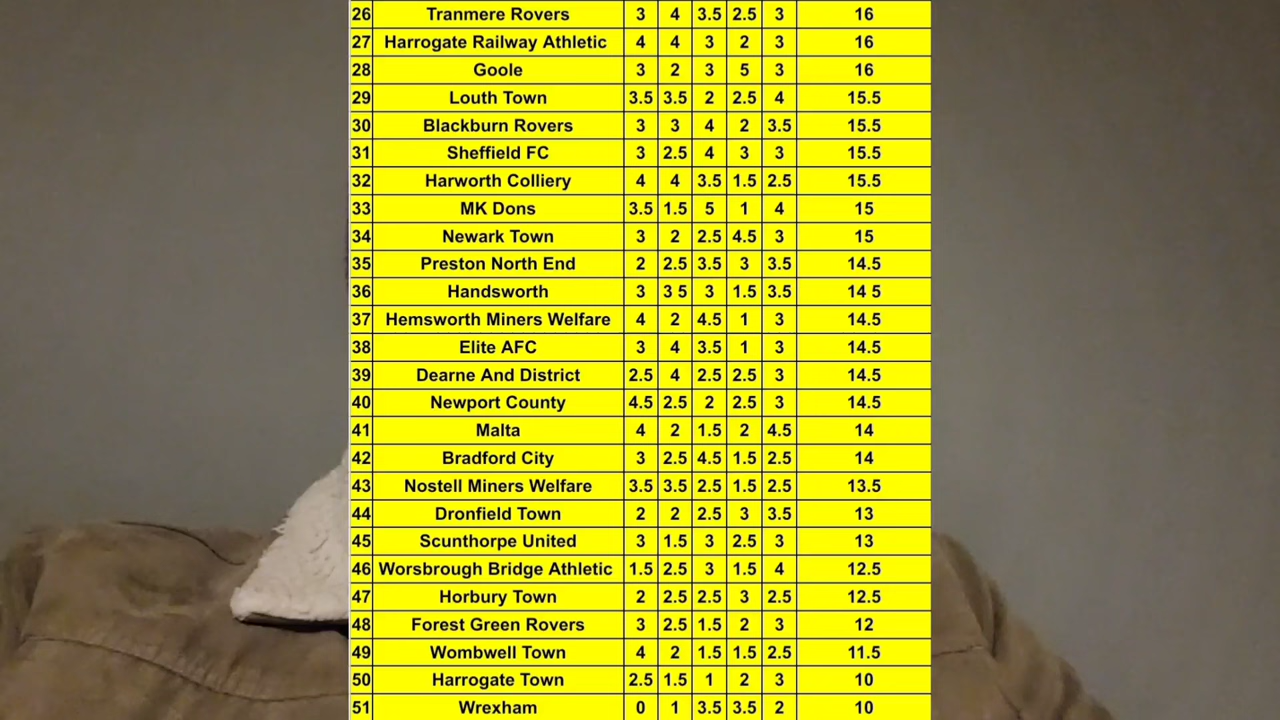 26 Tranmere Rovers 3 4 3.5 2.5 3 16
27 Harrogate Railway Athletic 4 4 3 2 3 16
28 Goole 3 2 3 5 3 16
29 Louth Town 3.5 3.5 2 2.5 4 15.5
30 Blackburn Rovers 3 3 4 2 3.5 15.5
31 Sheffield FC 3 2.5 4 3 3 15.5
32 Harworth Colliery 4 4 3.5 1.5 2.5 15.5
33 MK Dons 3.5 1.5 5 1 4 15
34 Newark Town 3 2 2.5 4.5 3 15
35 Preston North End 2 2.5 3.5 3 3.5 14.5
36 Handsworth 3 3 5 3 1.5 3.5 14 5
37 Hemsworth Miners Welfare 4 2 4.5 1 3 14.5
38 Elite AFC 3 4 3.5 1 3 14.5
39 Dearne And District 2.5 4 2.5 2.5 3 14.5
40 Newport County 4.5 2.5 2 2.5 3 14.5
41 Malta 4 2 1.5 2 4.5 14
42 Bradford City 3 2.5 4.5 1.5 2.5 14
43 Nostell Miners Welfare 3.5 3.5 2.5 1.5 2.5 13.5
44 Dronfield Town 2 2 2.5 3 3.5 13
45 Scunthorpe United 3 1.5 3 2.5 3 13
46 Worsbrough Bridge Athletic 1.5 2.5 3 1.5 4 12.5
47 Horbury Town 2 2.5 2.5 3 2.5 12.5
48 Forest Green Rovers 3 2.5 1.5 2 3 12
49 Wombwell Town 4 2 1.5 1.5 2.5 11.5
50 Harrogate Town 2.5 1.5 1 2 3 10
51 Wrexham 0 1 3.5 3.5 2 10